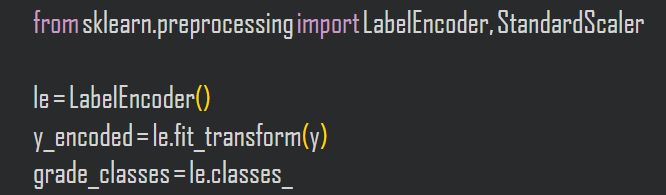 from sklearn.preprocessing import LabelEncoder, StandardScaler
le = LabelEncoder()
y_encoded = le.fit_transform(y)
grade_classes = le.classes_